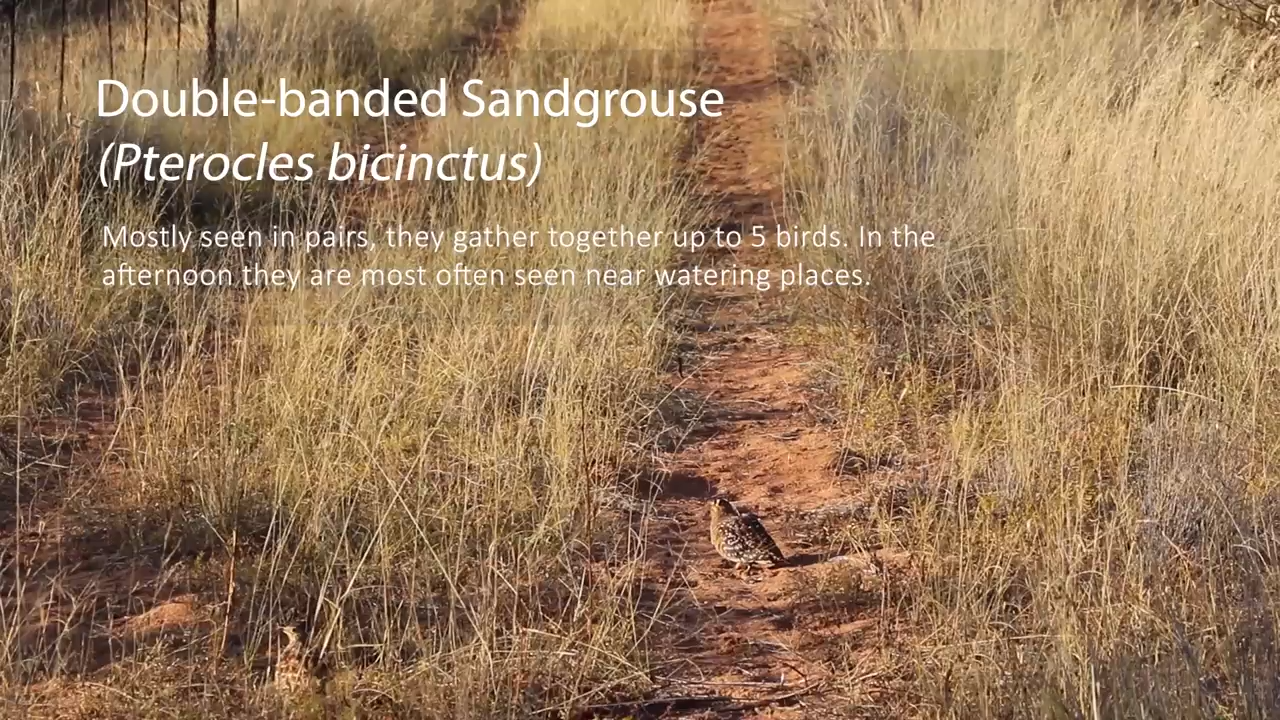 Double-banded Sandgrouse
(Pterocles bicinctus)
Mostly seen in pairs, they gather together up to 5 birds. In the
afternoon they are most often seen near watering places.